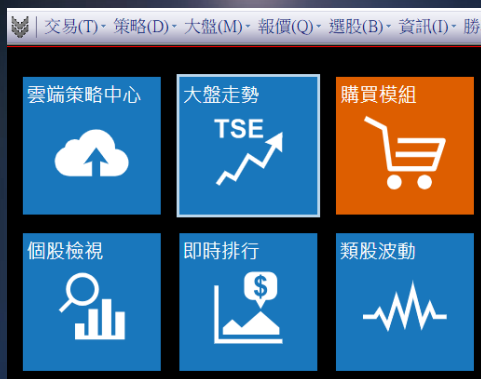 交易(T) 策略(D) 大盤(M) 報價(Q) 選股(B) 資訊(I) 勝
雲端策略中心 大盤走勢 購買模組
TSE
$
個股檢視 即時排行 類股波動